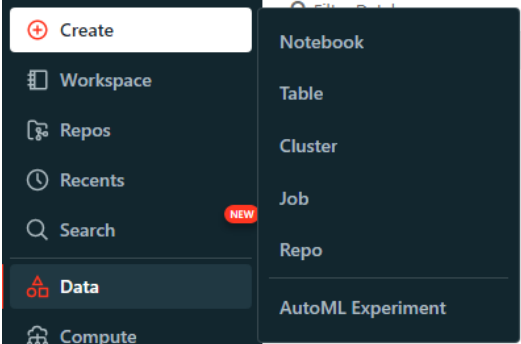 Create
Workspace
Repos
Recents
NEW
Search
Data
Compute
Notebook
Table
Cluster
Job
Repo
AutoML Experiment